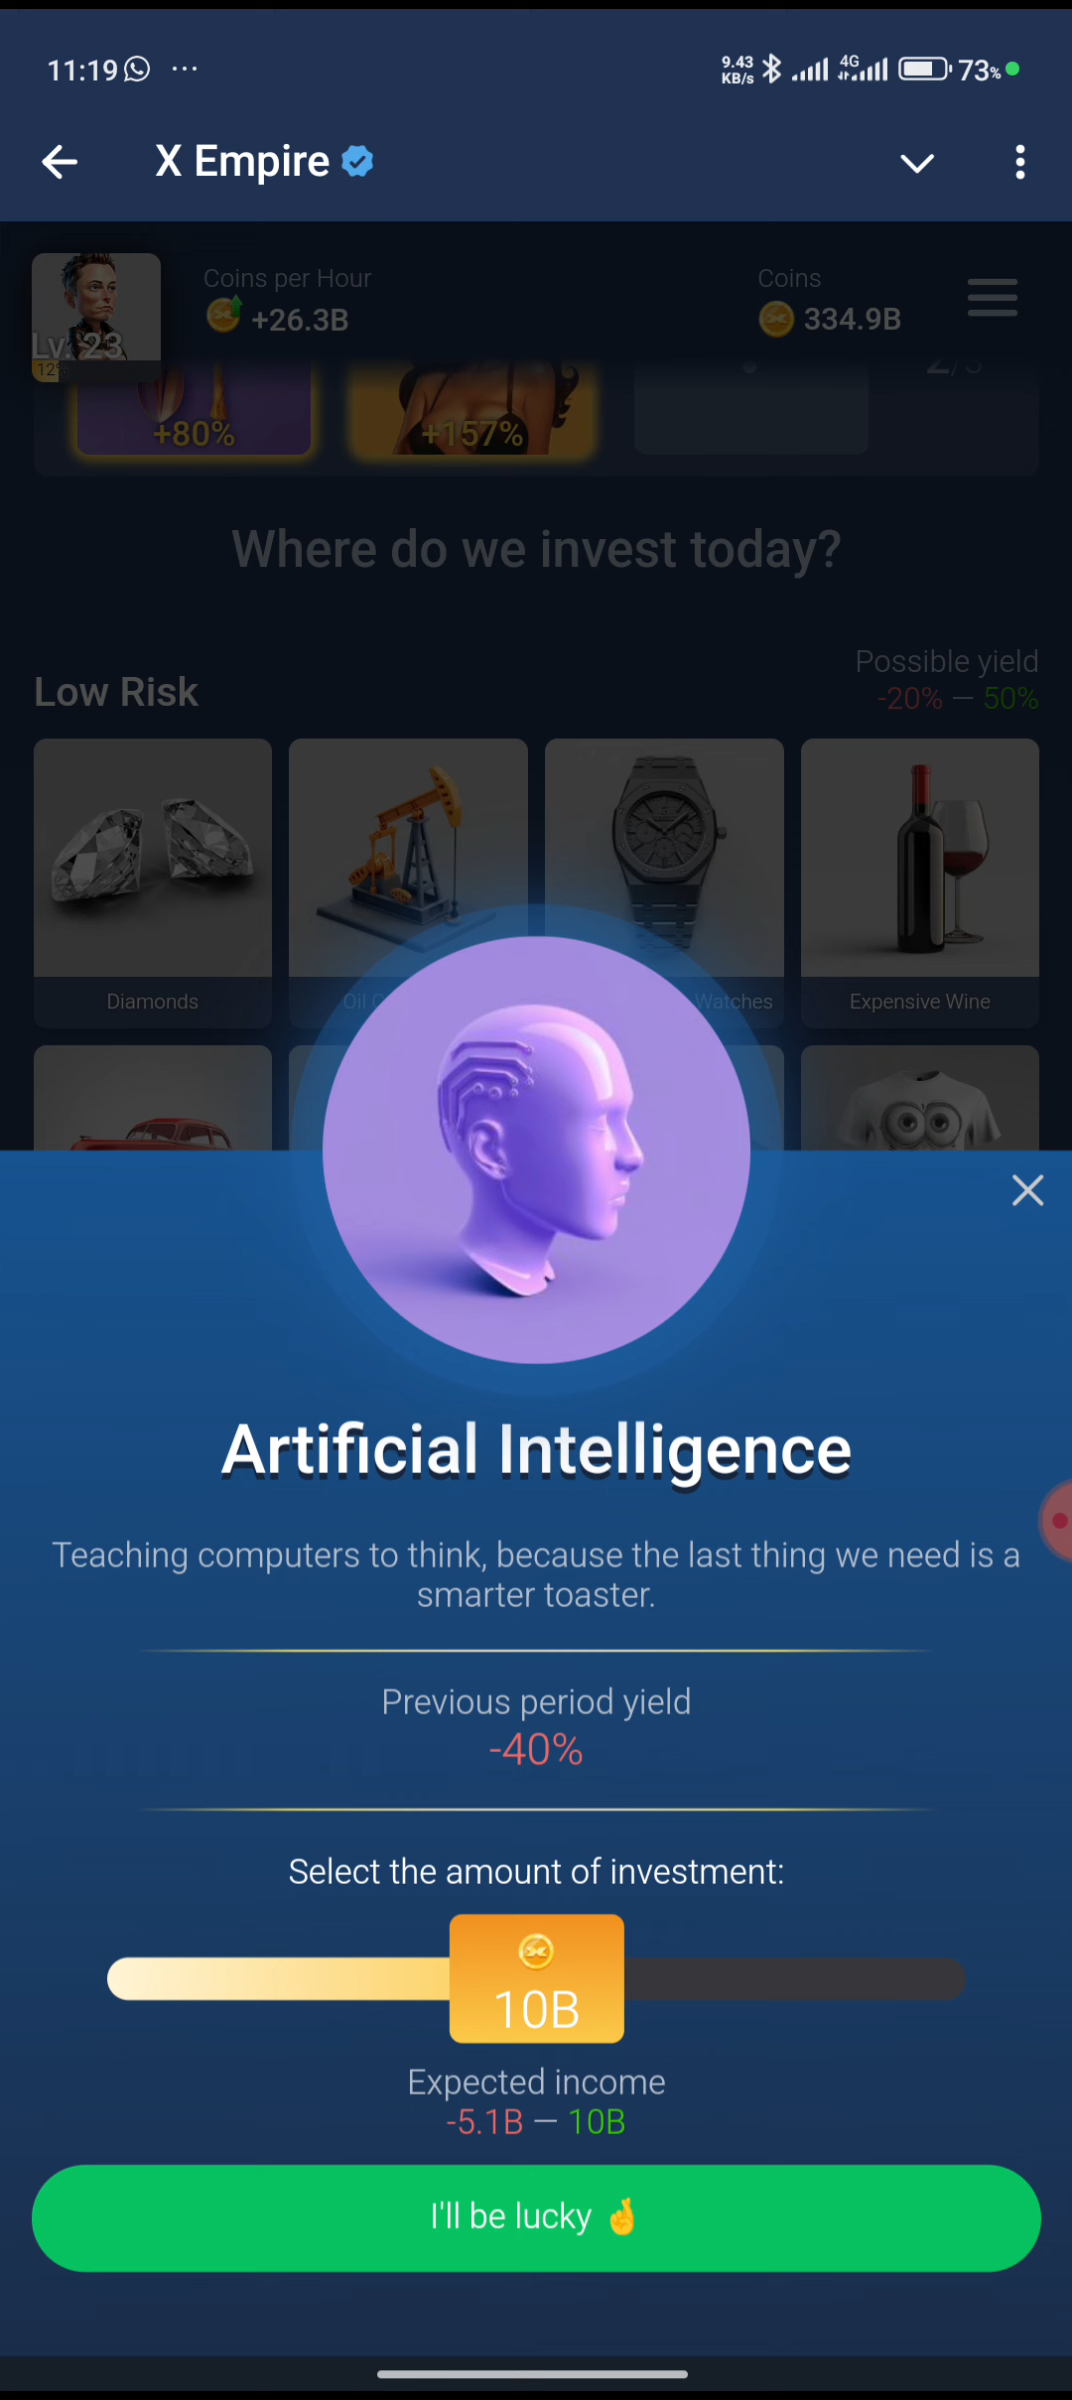 11:19 ... 9.43 KB/s 4G 73%
X Empire
Coins per Hour
+26.3B
Coins
334.9B
Lv. 23
12%
+80%
+157%
Where do we invest today?
Low Risk
Possible yield
-20% — 50%
Diamonds
Oil
Watches
Expensive Wine
Artificial Intelligence
Teaching computers to think, because the last thing we need is a
smarter toaster.
Previous period yield
-40%
Select the amount of investment:
10B
Expected income
-5.1B — 10B
I'll be lucky 🤞